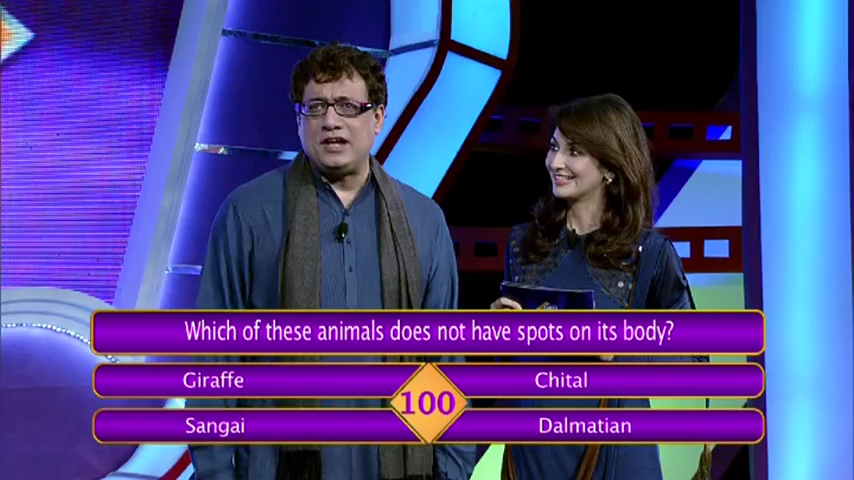 Which of these animals does not have spots on its body?
Giraffe
Chital
100
Sangai
Dalmatian